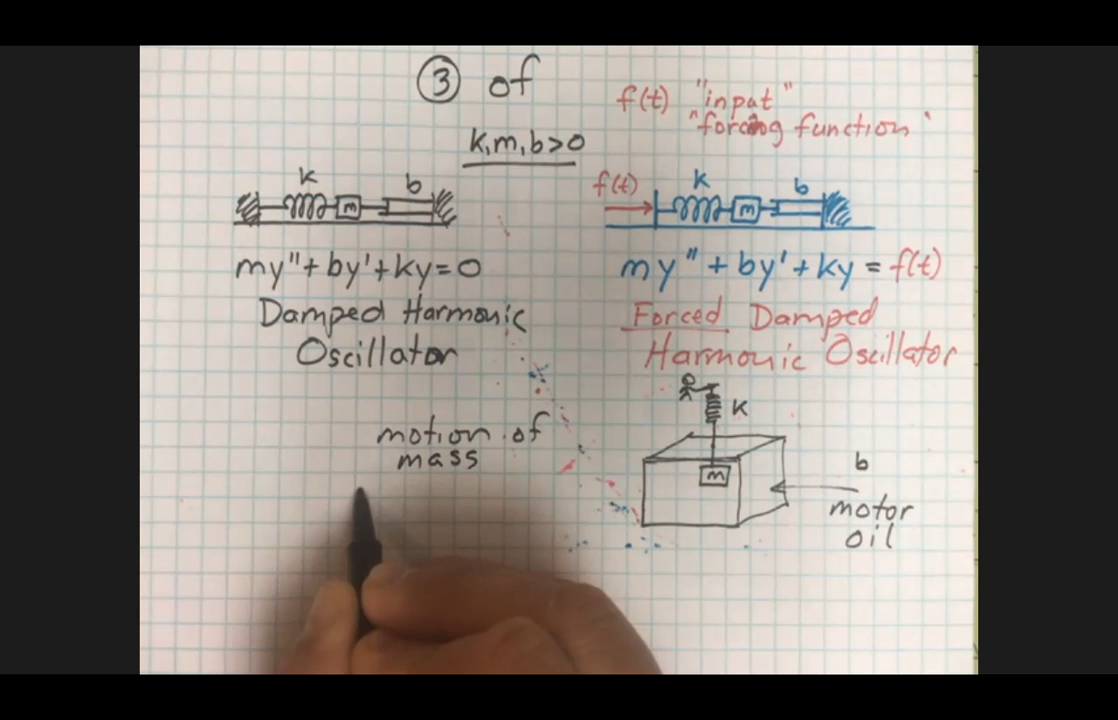 ③ of
f(t) "input"
"forcing function"
k,m,b>0
k
m
b
my"+by'+ky=0
Damped Harmonic
Oscillator
f(t)
k
m
b
my"+by'+ky=f(t)
Forced Damped
Harmonic Oscillator
k
m
b
motor
oil
motion of
mass